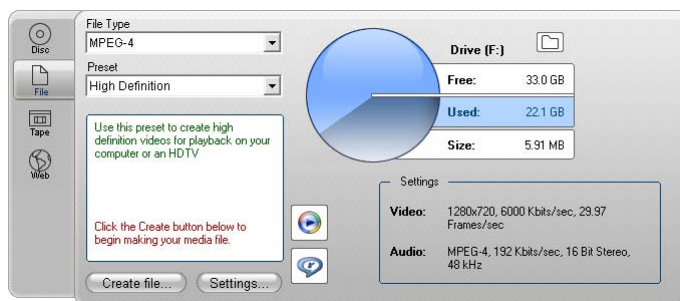 Disc
File
Tape
Web
File Type
MPEG-4
Preset
High Definition
Use this preset to create high
definition videos for playback on your
computer or an HDTV
Click the Create button below to
begin making your media file.
Create file...
Settings...
Drive (F:)
Free: 33.0 GB
Used: 22.1 GB
Size: 5.91 MB
Settings
Video: 1280x720, 6000 Kbits/sec, 29.97
Frames/sec
Audio: MPEG-4, 192 Kbits/sec, 16 Bit Stereo,
48 kHz